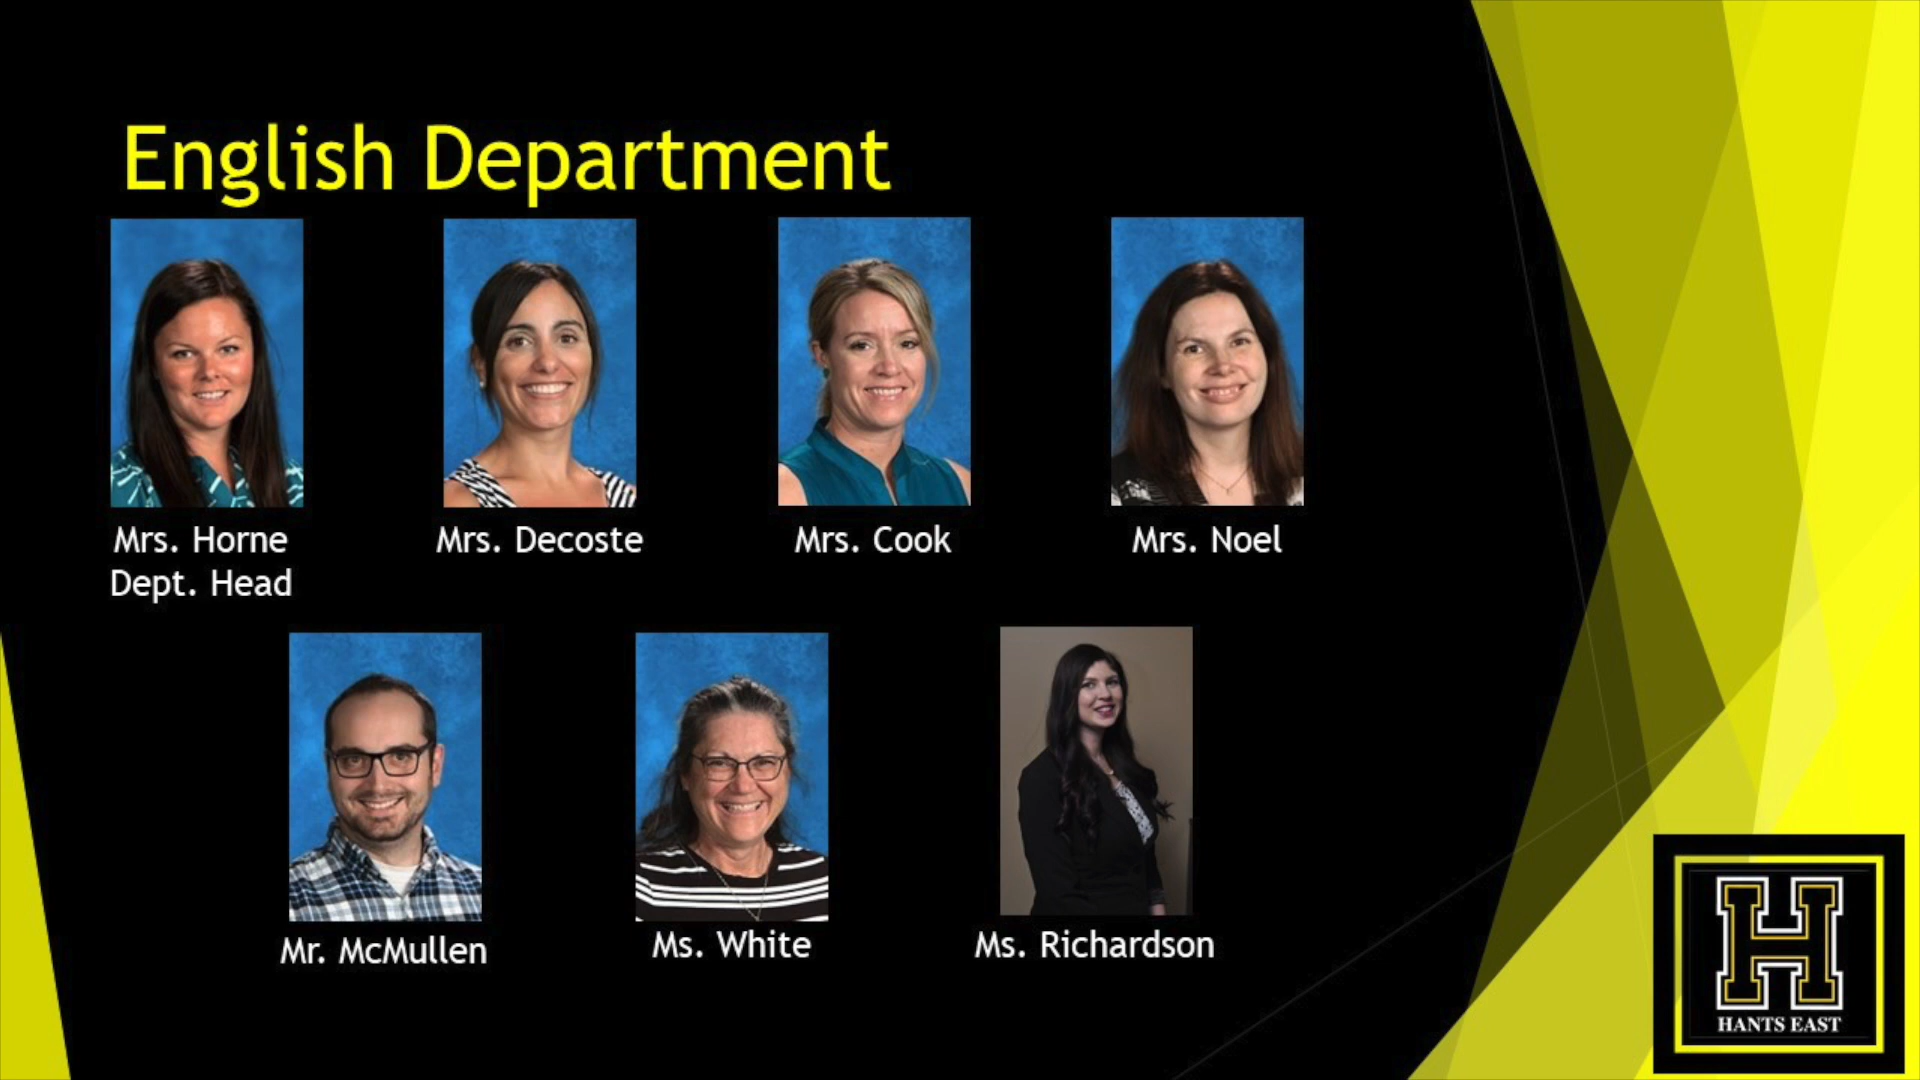 English Department
Mrs. Horne
Dept. Head
Mrs. Decoste
Mrs. Cook
Mrs. Noel
Mr. McMullen
Ms. White
Ms. Richardson
H
HANTS EAST